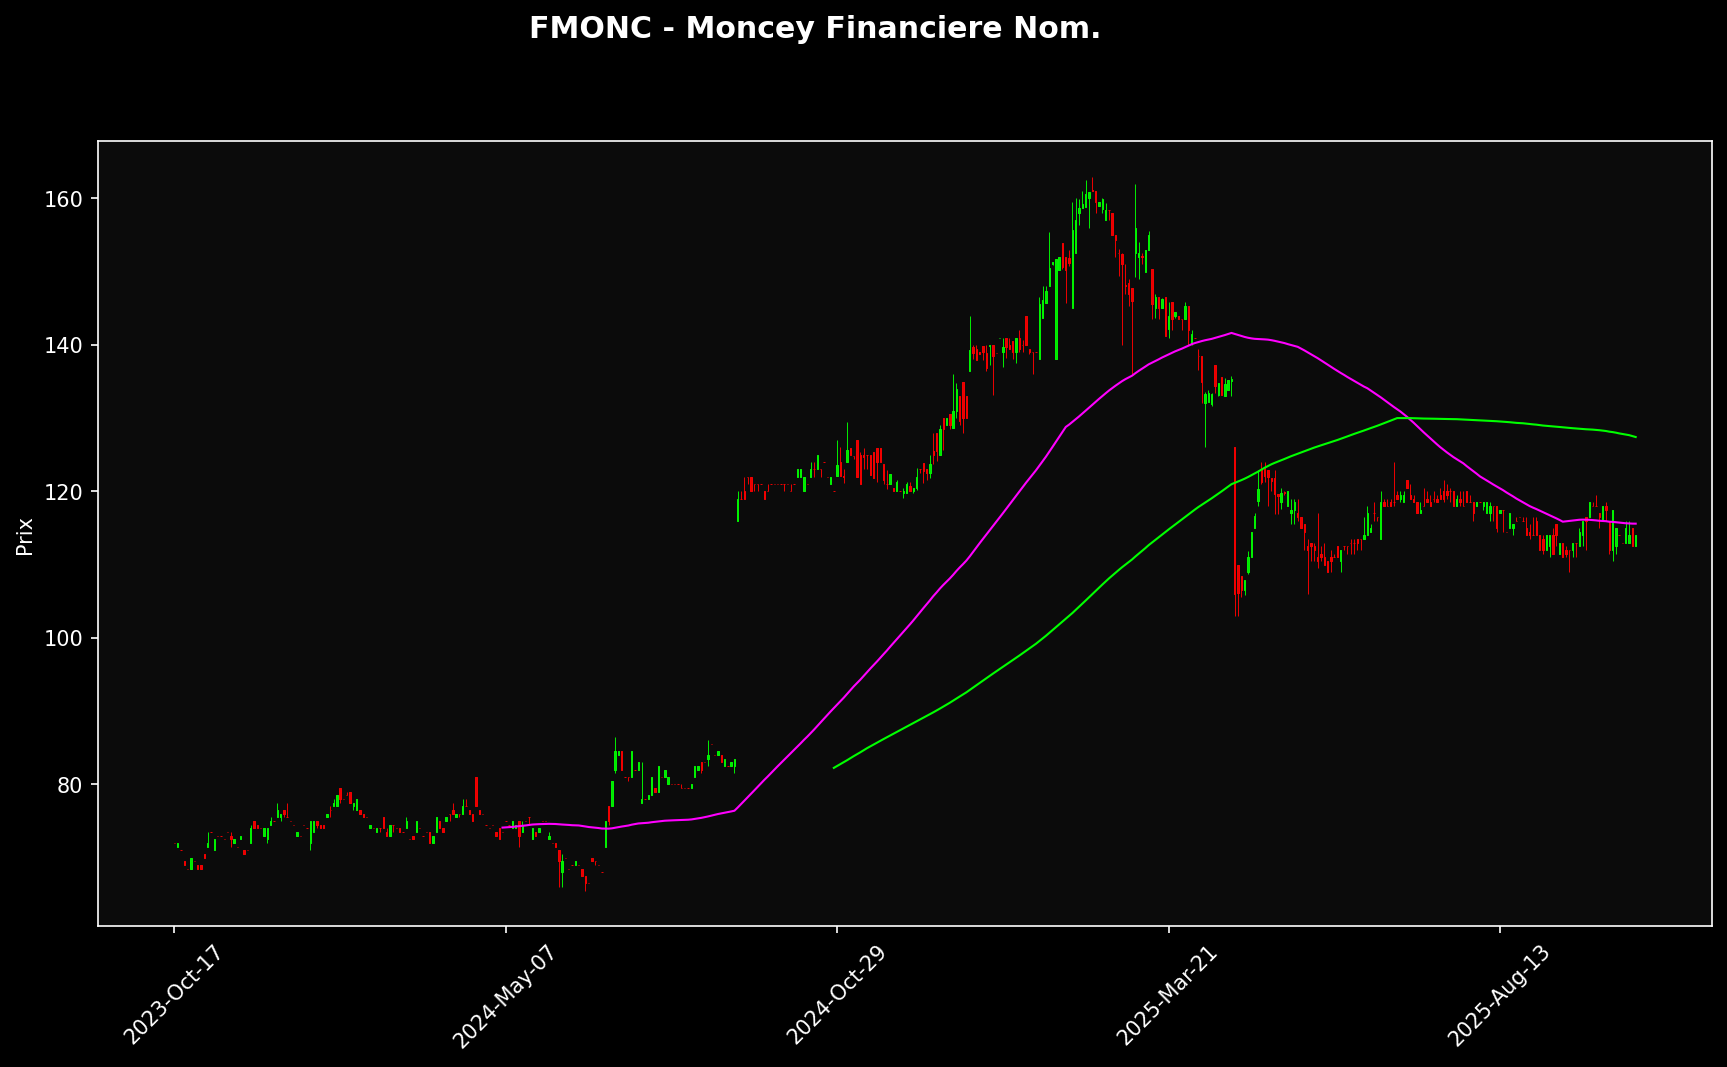 FMONC - Moncey Financiere Nom.
Prix
160
140
120
100
80
2023-Oct-17
2024-May-07
2024-Oct-29
2025-Mar-21
2025-Aug-13